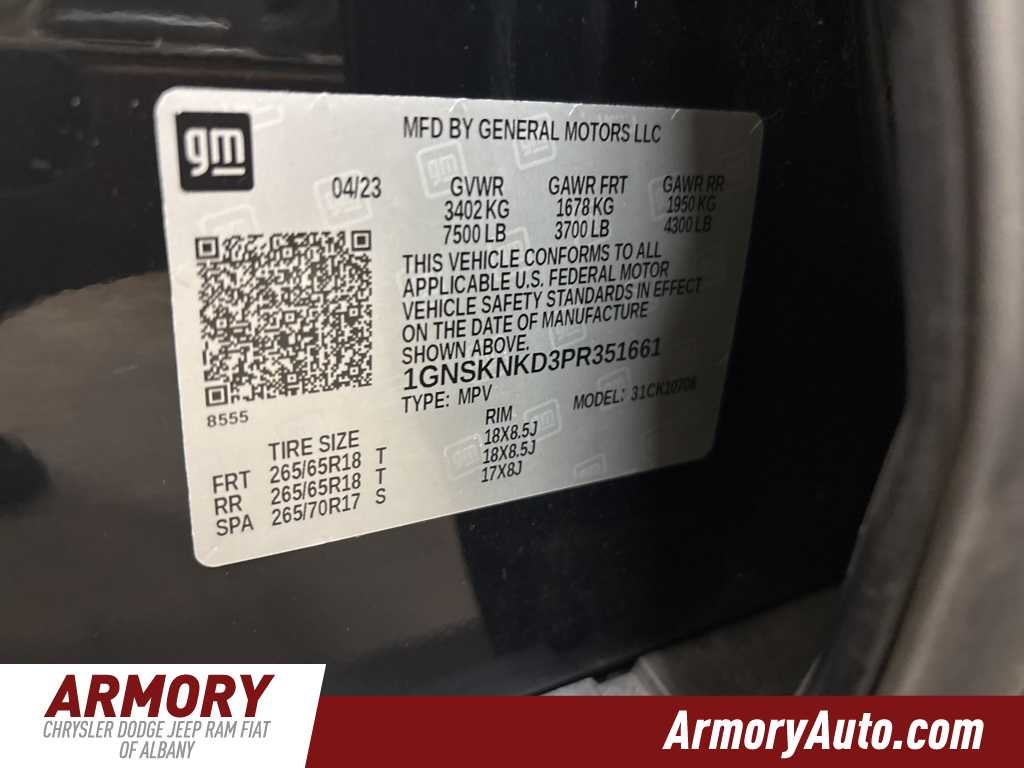 gm
MFD BY GENERAL MOTORS LLC
04/23 GVWR GAWR FRT GAWR RR
3402 KG 1678 KG 1950 KG
7500 LB 3700 LB 4300 LB
THIS VEHICLE CONFORMS TO ALL
APPLICABLE U.S. FEDERAL MOTOR
VEHICLE SAFETY STANDARDS IN EFFECT
ON THE DATE OF MANUFACTURE
SHOWN ABOVE.
1GNSKNKD3PR351661
TYPE: MPV MODEL: 31CK10706
8555
TIRE SIZE RIM
FRT 265/65R18 T 18X8.5J
RR 265/65R18 T 18X8.5J
SPA 265/70R17 S 17X8J
ARMORY
CHRYSLER DODGE JEEP RAM FIAT
OF ALBANY
ArmoryAuto.com